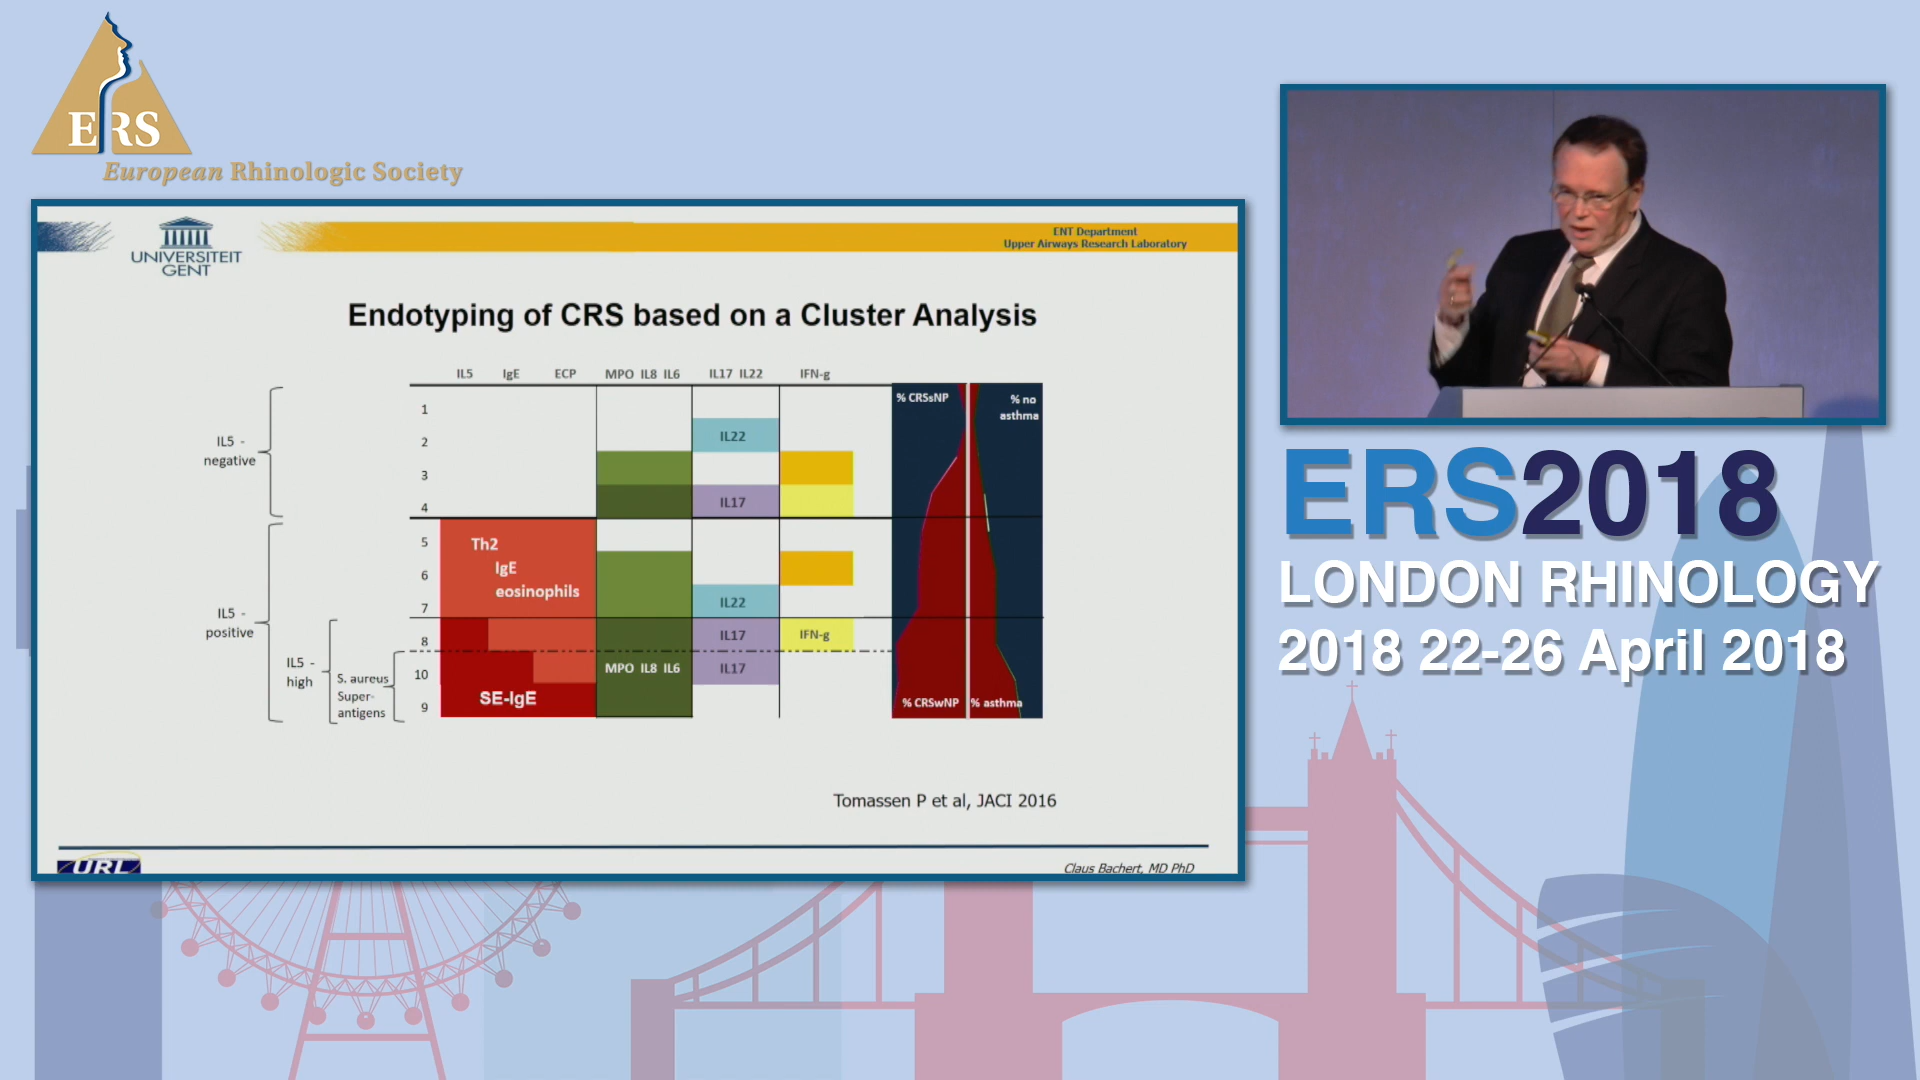 ERS
European Rhinologic Society
UNIVERSITEIT
GENT
ENT Department
Upper Airways Research Laboratory
Endotyping of CRS based on a Cluster Analysis
IL5 IgE ECP MPO IL8 IL6 IL17 IL22 IFN-g
% CRSsNP % no
asthma
1
IL5 -
negative
2 IL22
3
4 IL17
5 Th2
IgE
6
eosinophils
7 IL22
IL5 -
positive
8 IL17 IFN-g
IL5 -
high
10 MPO IL8 IL6 IL17
S. aureus
Super-
antigens
SE-IgE
9
% CRSwNP % asthma
Tomassen P et al, JACI 2016
URL
Claus Bachert, MD PhD
ERS2018
LONDON RHINOLOGY
2018 22-26 April 2018